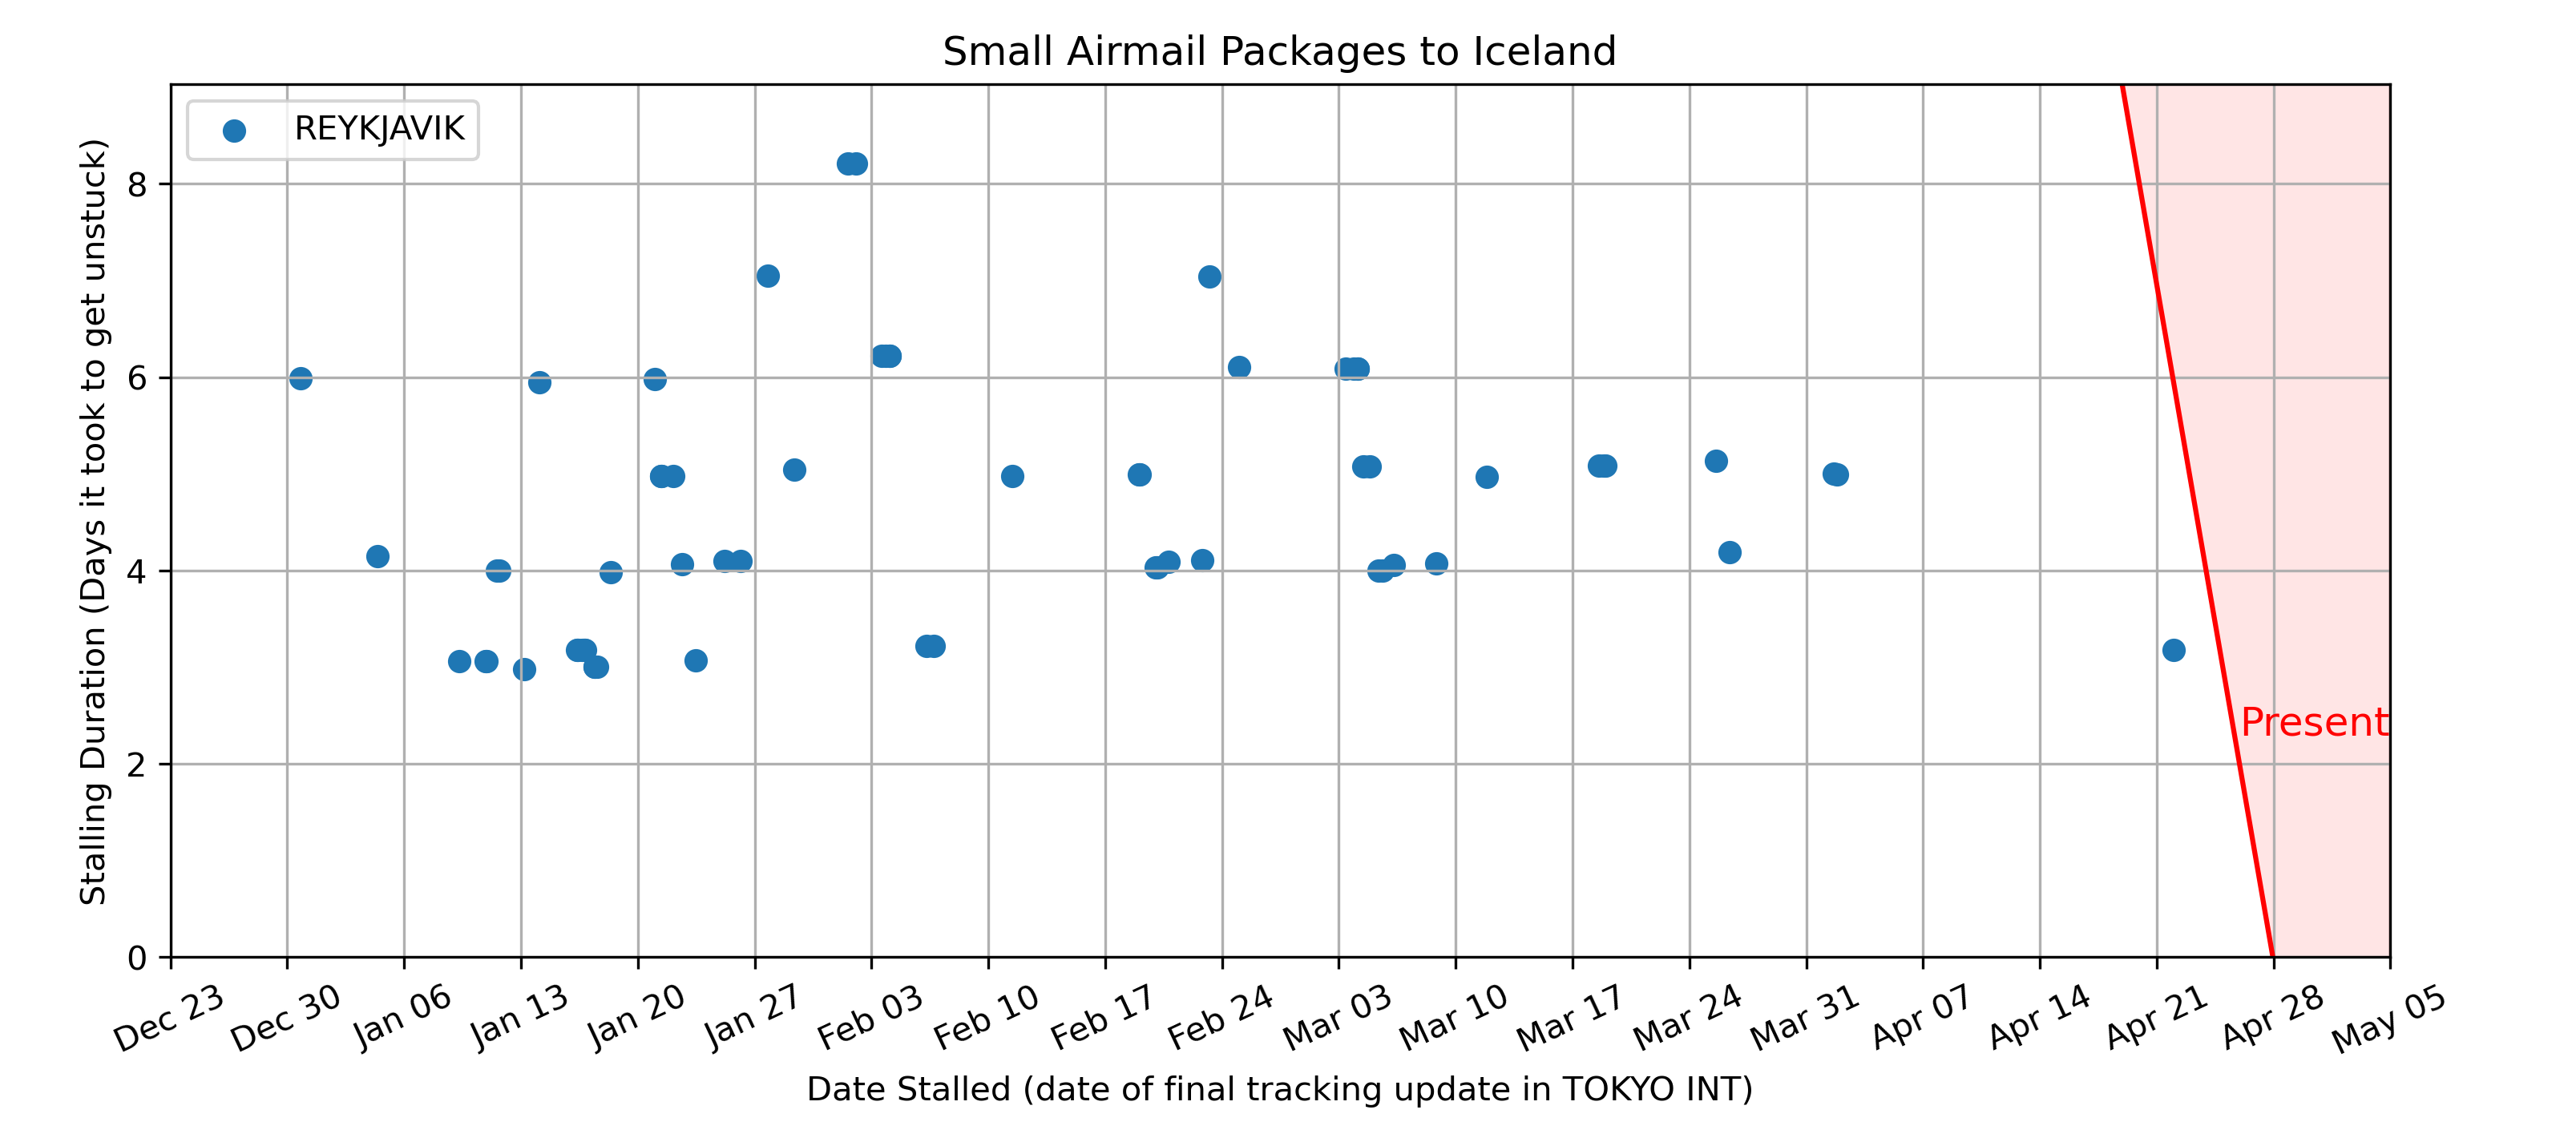 Small Airmail Packages to Iceland
REYKJAVIK
Stalling Duration (Days it took to get unstuck)
8
6
4
2
0
Present
Dec 23
Dec 30
Jan 06
Jan 13
Jan 20
Jan 27
Feb 03
Feb 10
Feb 17
Feb 24
Mar 03
Mar 10
Mar 17
Mar 24
Mar 31
Apr 07
Apr 14
Apr 21
Apr 28
May 05
Date Stalled (date of final tracking update in TOKYO INT)